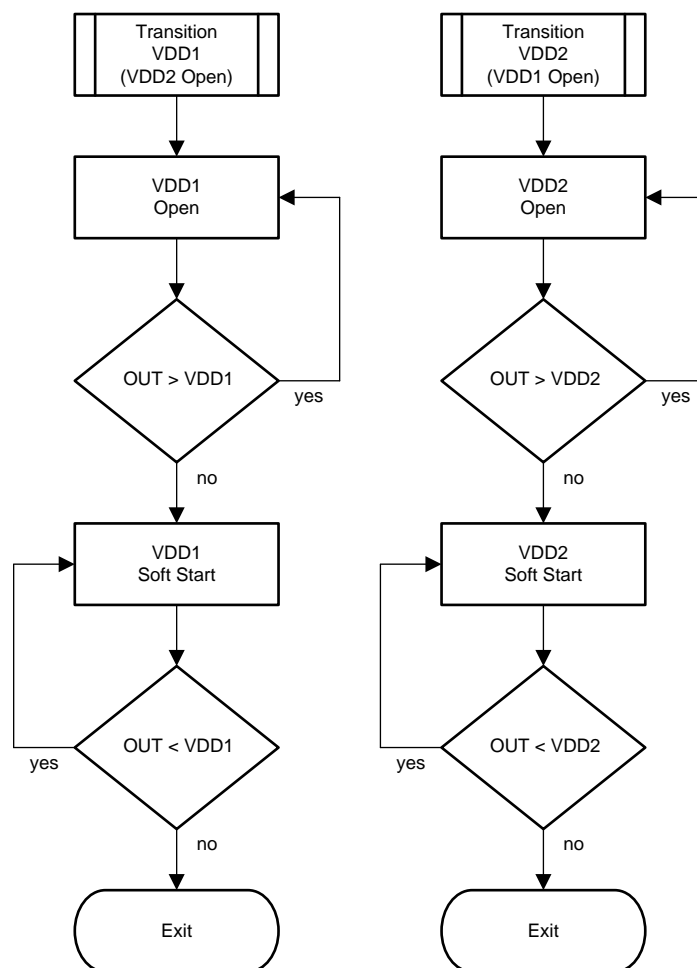 Transition
VDD1
(VDD2 Open)
VDD1
Open
OUT > VDD1
yes
no
VDD1
Soft Start
OUT < VDD1
yes
no
Exit
Transition
VDD2
(VDD1 Open)
VDD2
Open
OUT > VDD2
yes
no
VDD2
Soft Start
OUT < VDD2
yes
no
Exit